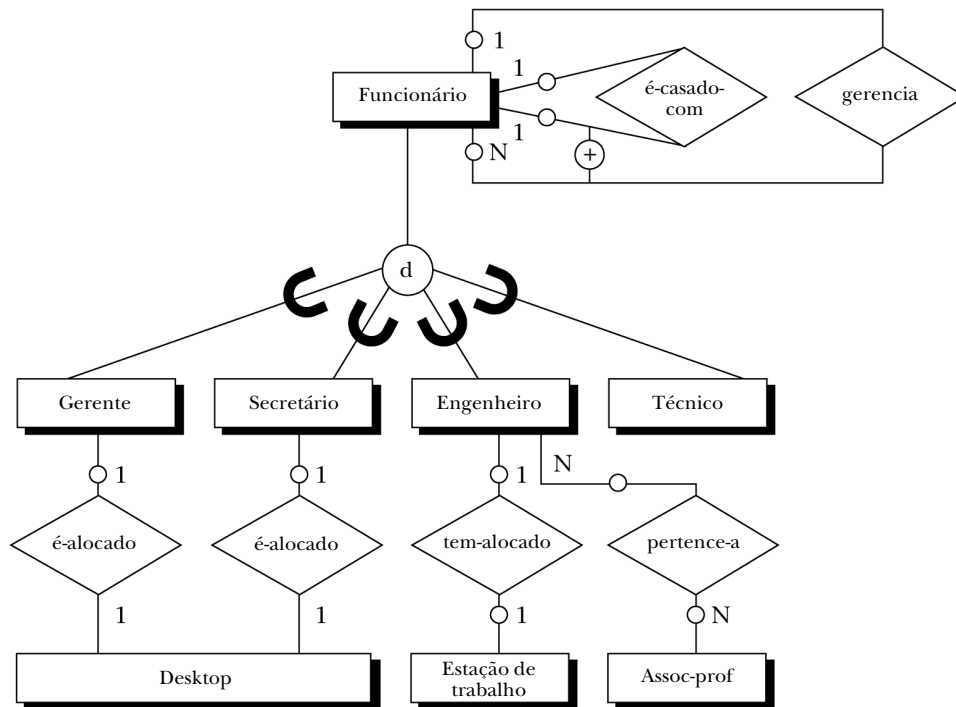 1
1
Funcionário
é-casado-
com
gerencia
1
N
+
d
Gerente
Secretário
Engenheiro
Técnico
1
1
1
N
é-alocado
é-alocado
tem-alocado
pertence-a
1
1
1
N
Desktop
Estação de
trabalho
Assoc-prof